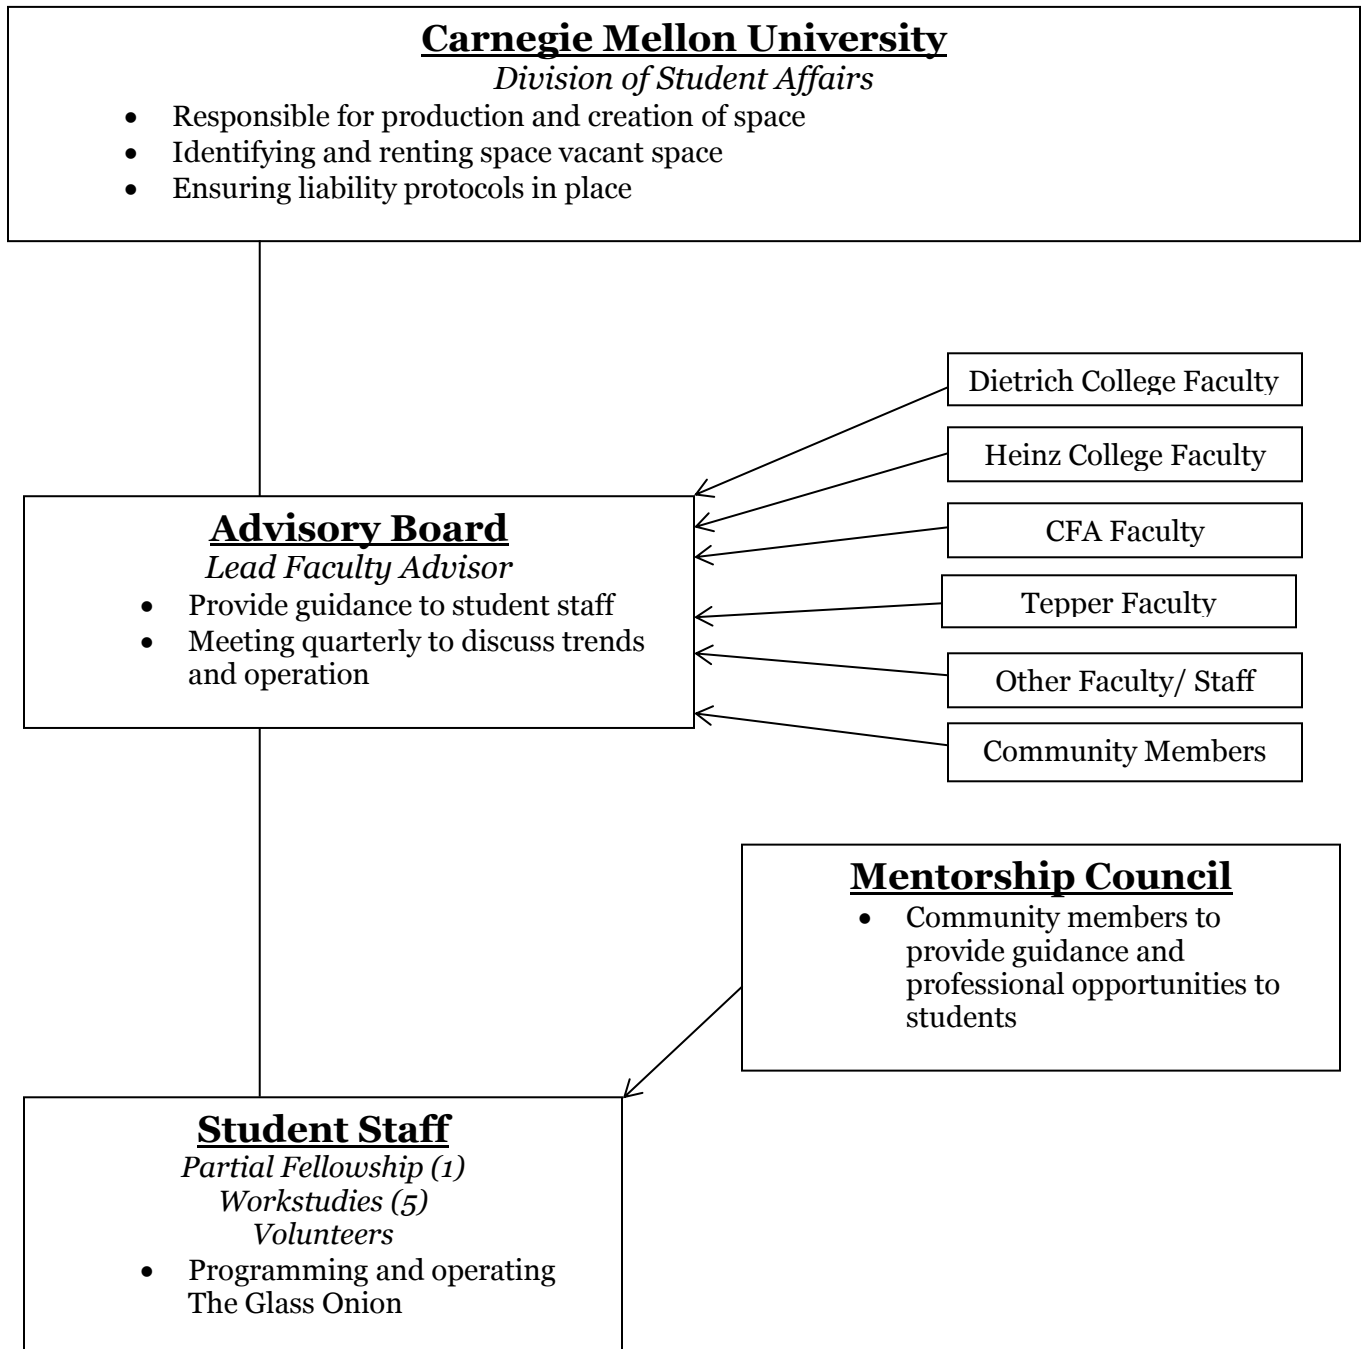 Carnegie Mellon University
Division of Student Affairs
• Responsible for production and creation of space
• Identifying and renting space vacant space
• Ensuring liability protocols in place
Dietrich College Faculty
Heinz College Faculty
CFA Faculty
Tepper Faculty
Other Faculty/ Staff
Community Members
Advisory Board
Lead Faculty Advisor
• Provide guidance to student staff
• Meeting quarterly to discuss trends
and operation
Mentorship Council
• Community members to
provide guidance and
professional opportunities to
students
Student Staff
Partial Fellowship (1)
Workstudies (5)
Volunteers
• Programming and operating
The Glass Onion